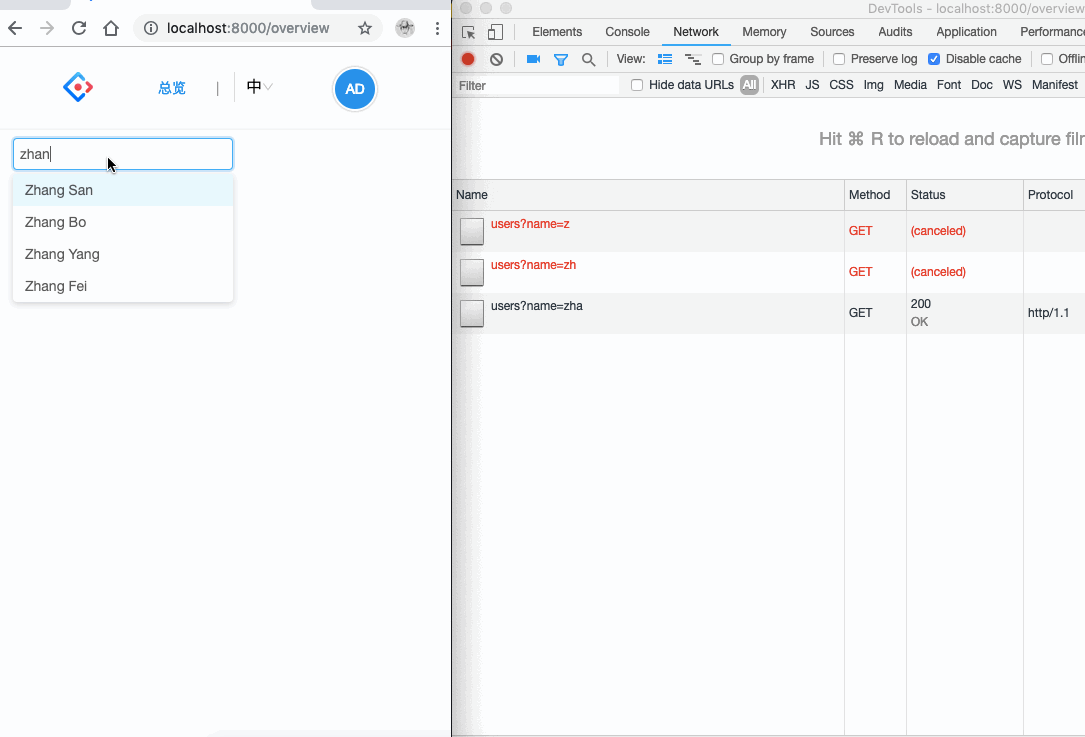 localhost:8000/overview
总览 | 中
AD
zhan
Zhang San
Zhang Bo
Zhang Yang
Zhang Fei
DevTools - localhost:8000/overview
Elements Console Network Memory Sources Audits Application Performance
View: Group by frame Preserve log Disable cache Offlin
Filter Hide data URLs All XHR JS CSS Img Media Font Doc WS Manifest
Hit ⌘ R to reload and capture filr
Name Method Status Protocol
users?name=z GET (canceled)
users?name=zh GET (canceled)
users?name=zha GET 200 http/1.1
OK